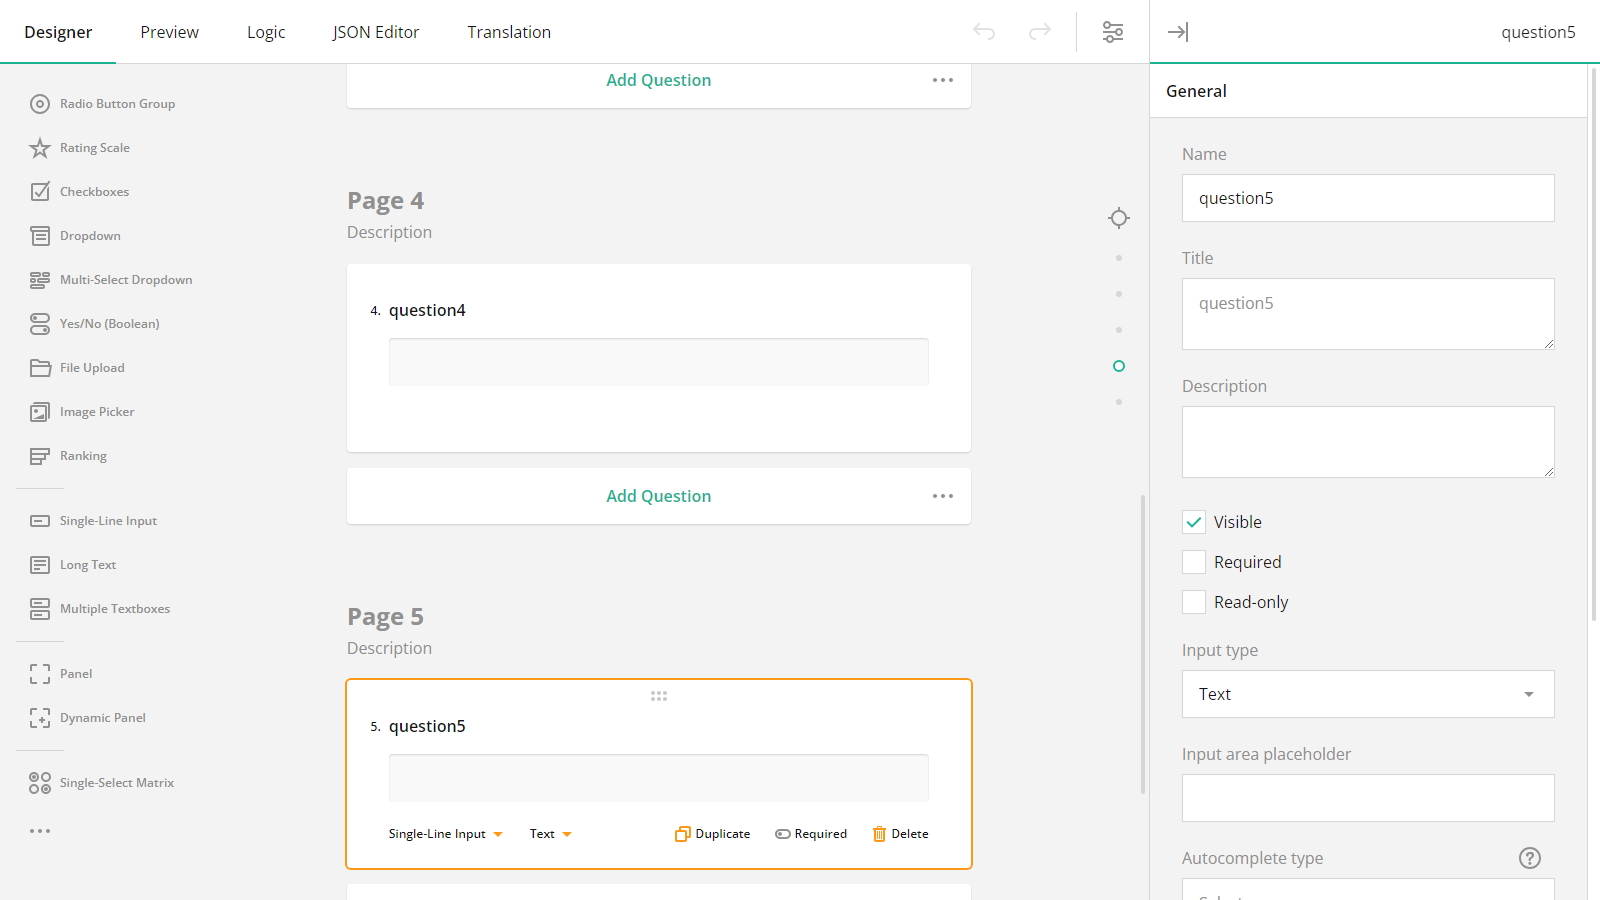 Designer
Preview
Logic
JSON Editor
Translation
question5
Radio Button Group
Rating Scale
Checkboxes
Dropdown
Multi-Select Dropdown
Yes/No (Boolean)
File Upload
Image Picker
Ranking
Single-Line Input
Long Text
Multiple Textboxes
Panel
Dynamic Panel
Single-Select Matrix
Add Question
Page 4
Description
4. question4
Add Question
Page 5
Description
5. question5
Single-Line Input
Text
Duplicate
Required
Delete
General
Name
question5
Title
question5
Description
Visible
Required
Read-only
Input type
Text
Input area placeholder
Autocomplete type